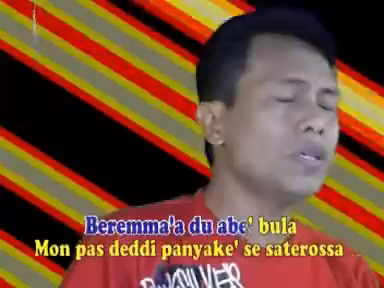 Beremma'a du abe' bula
Mon pas deddi panyake' se saterossa